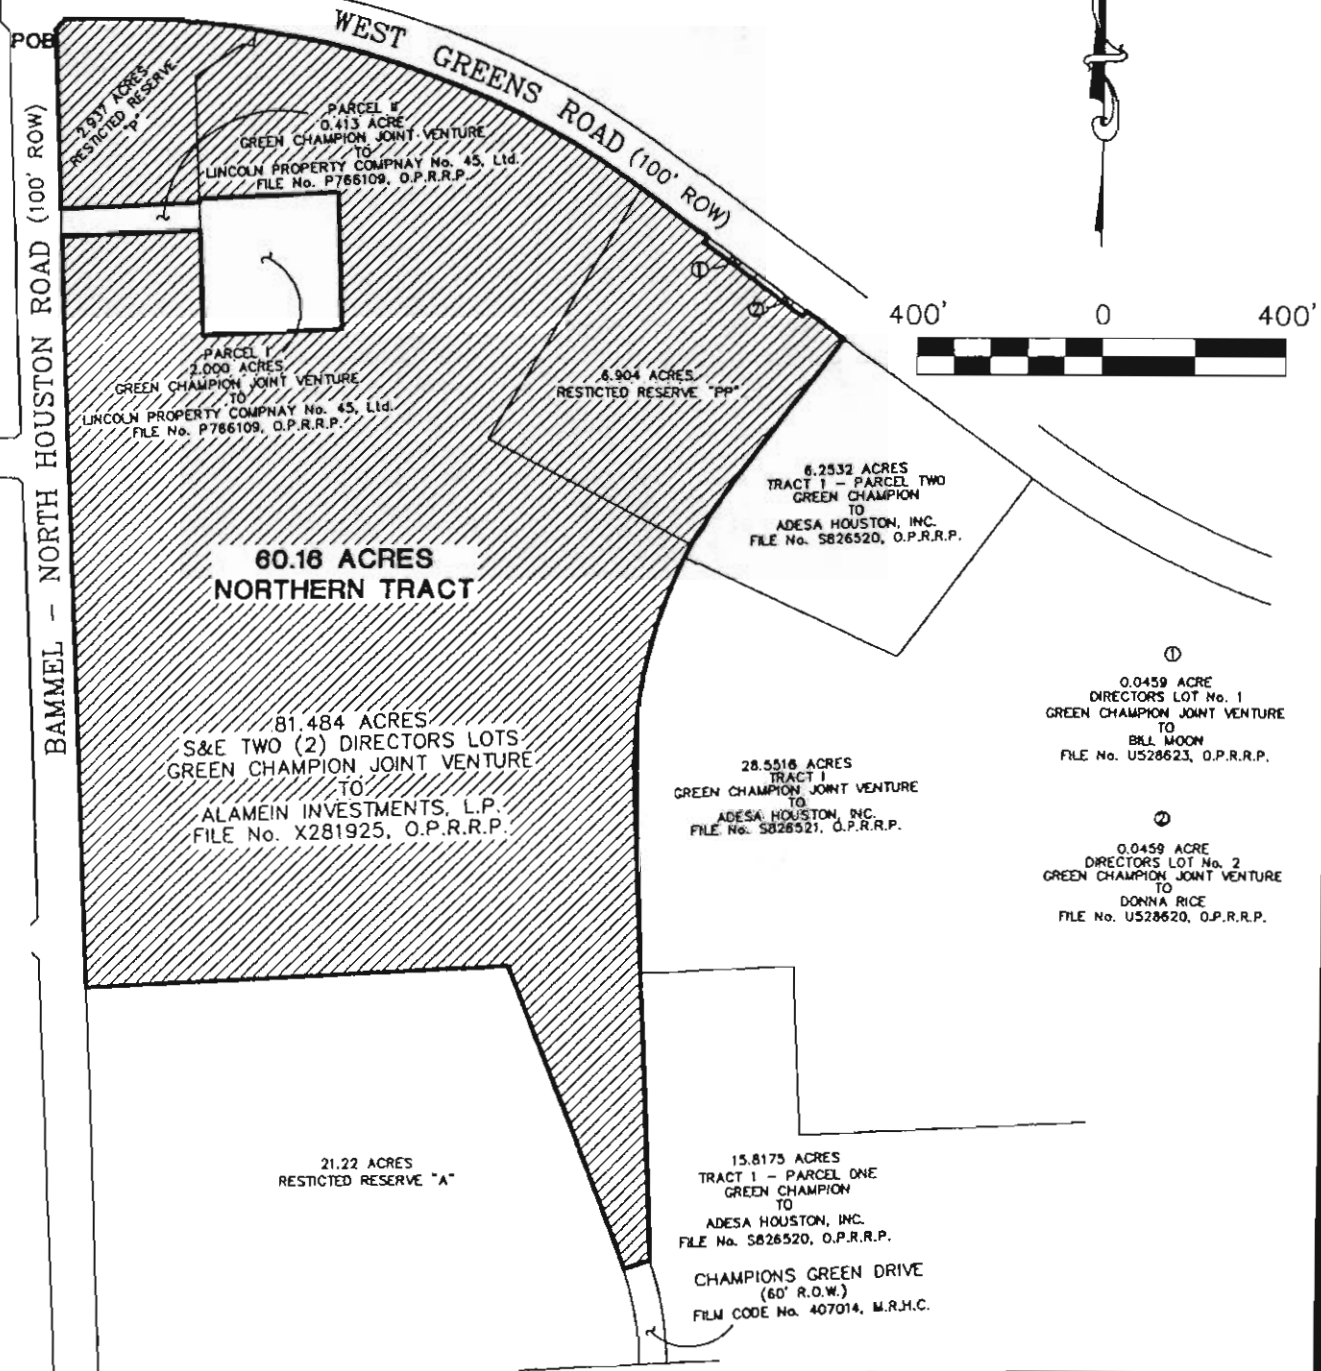 POB
WEST GREENS ROAD (100' ROW)
2.937 ACRES
RESTICTED RESERVE
"P"
PARCEL II
0.413 ACRE
GREEN CHAMPION JOINT VENTURE
TO
LINCOLN PROPERTY COMPNAY No. 45, Ltd.
FILE No. P766109, O.P.R.R.P.
BAMMEL - NORTH HOUSTON ROAD (100' ROW)
400' 0 400'
PARCEL I
2.000 ACRES
GREEN CHAMPION JOINT VENTURE
TO
LINCOLN PROPERTY COMPNAY No. 45, Ltd.
FILE No. P766109, O.P.R.R.P.
1
2
6.904 ACRES
RESTICTED RESERVE "PP"
6.2532 ACRES
TRACT 1 - PARCEL TWO
GREEN CHAMPION
TO
ADESA HOUSTON, INC.
FILE No. S826520, O.P.R.R.P.
60.16 ACRES
NORTHERN TRACT
81.484 ACRES
S&E TWO (2) DIRECTORS LOTS
GREEN CHAMPION JOINT VENTURE
TO
ALAMEIN INVESTMENTS, L.P.
FILE No. X281925, O.P.R.R.P.
28.5516 ACRES
TRACT I
GREEN CHAMPION JOINT VENTURE
TO
ADESA HOUSTON, INC.
FILE No. S826521, O.P.R.R.P.
1
0.0459 ACRE
DIRECTORS LOT No. 1
GREEN CHAMPION JOINT VENTURE
TO
BILL MOON
FILE No. U528623, O.P.R.R.P.
2
0.0459 ACRE
DIRECTORS LOT No. 2
GREEN CHAMPION JOINT VENTURE
TO
DONNA RICE
FILE No. U528620, O.P.R.R.P.
21.22 ACRES
RESTICTED RESERVE "A"
15.8175 ACRES
TRACT 1 - PARCEL ONE
GREEN CHAMPION
TO
ADESA HOUSTON, INC.
FILE No. S826520, O.P.R.R.P.
CHAMPIONS GREEN DRIVE
(60' R.O.W.)
FILM CODE No. 407014, M.R.H.C.